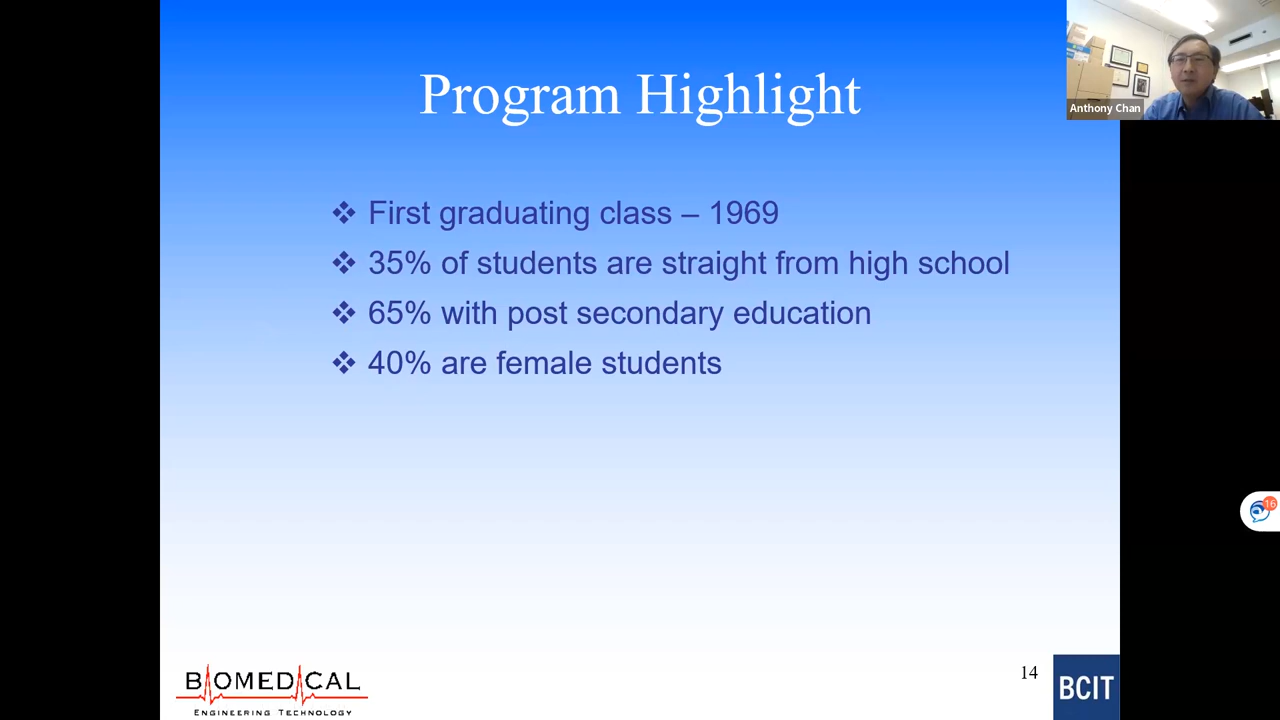 Program Highlight
Anthony Chan
❖ First graduating class – 1969
❖ 35% of students are straight from high school
❖ 65% with post secondary education
❖ 40% are female students
16
BIOMEDICAL
ENGINEERING TECHNOLOGY
14
BCIT